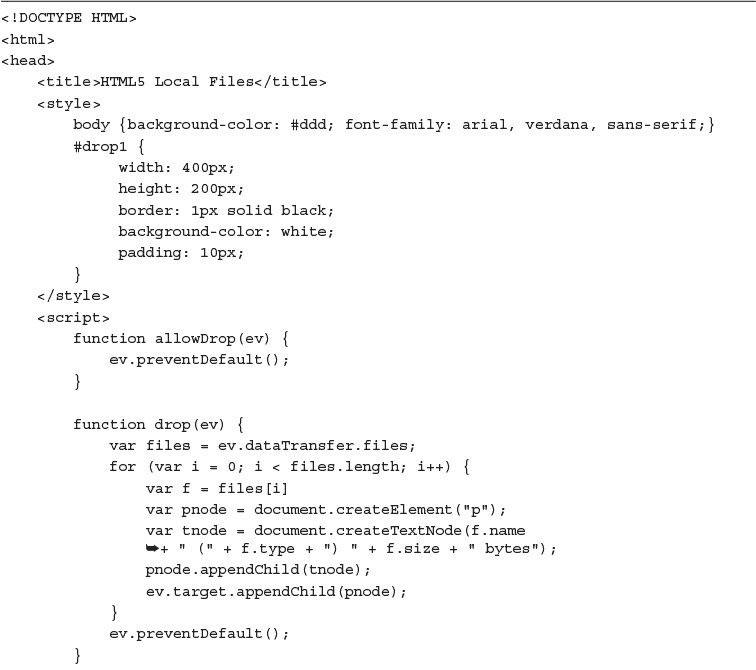 <!DOCTYPE HTML>
<html>
<head>
    <title>HTML5 Local Files</title>
    <style>
        body {background-color: #ddd; font-family: arial, verdana, sans-serif;}
        #drop1 {
             width: 400px;
             height: 200px;
             border: 1px solid black;
             background-color: white;
             padding: 10px;
        }
    </style>
    <script>
        function allowDrop(ev) {
            ev.preventDefault();
        }

        function drop(ev) {
            var files = ev.dataTransfer.files;
            for (var i = 0; i < files.length; i++) {
                var f = files[i]
                var pnode = document.createElement("p");
                var tnode = document.createTextNode(f.name
                ➥+ " (" + f.type + ") " + f.size + " bytes");
                pnode.appendChild(tnode);
                ev.target.appendChild(pnode);
            }
            ev.preventDefault();
        }